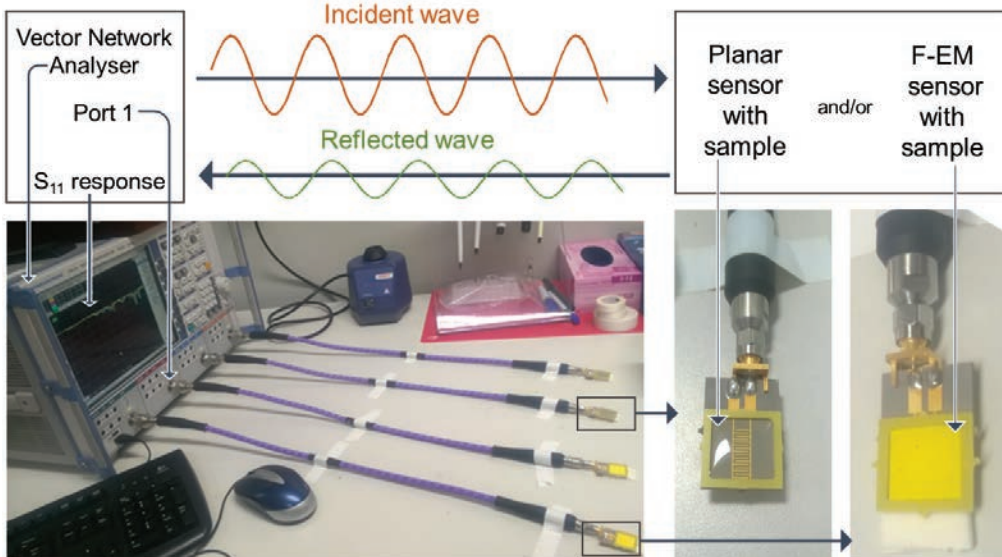 Vector Network
Analyser
Port 1
S₁₁ response
Incident wave
Reflected wave
Planar
sensor
with
sample
and/or
F-EM
sensor
with
sample